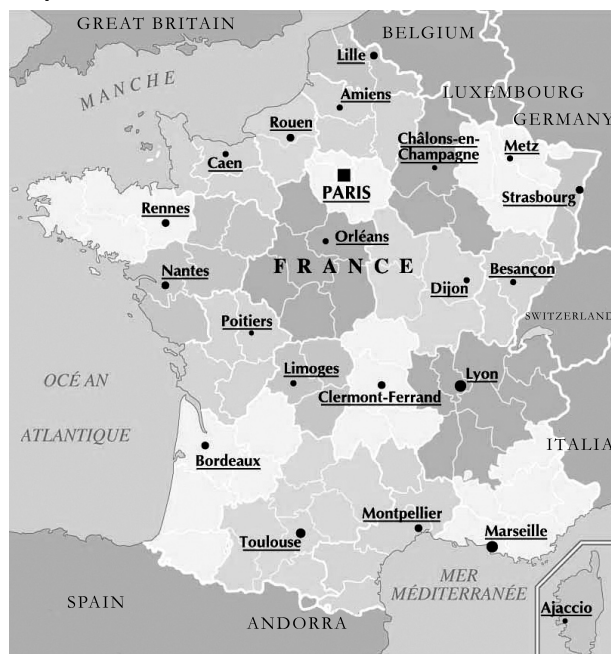 GREAT BRITAIN
BELGIUM
Lille
MANCHE
LUXEMBOURG
Amiens
GERMANY
Rouen
Châlons-en-
Champagne
Metz
Caen
PARIS
Strasbourg
Rennes
Orléans
FRANCE
Nantes
Dijon
Besançon
Poitiers
SWITZERLAND
Limoges
Lyon
OCÉ AN
Clermont-Ferrand
ATLANTIQUE
ITALIA
Bordeaux
Montpellier
Toulouse
Marseille
MER
MÉDITERRANÉE
SPAIN
Ajaccio
ANDORRA